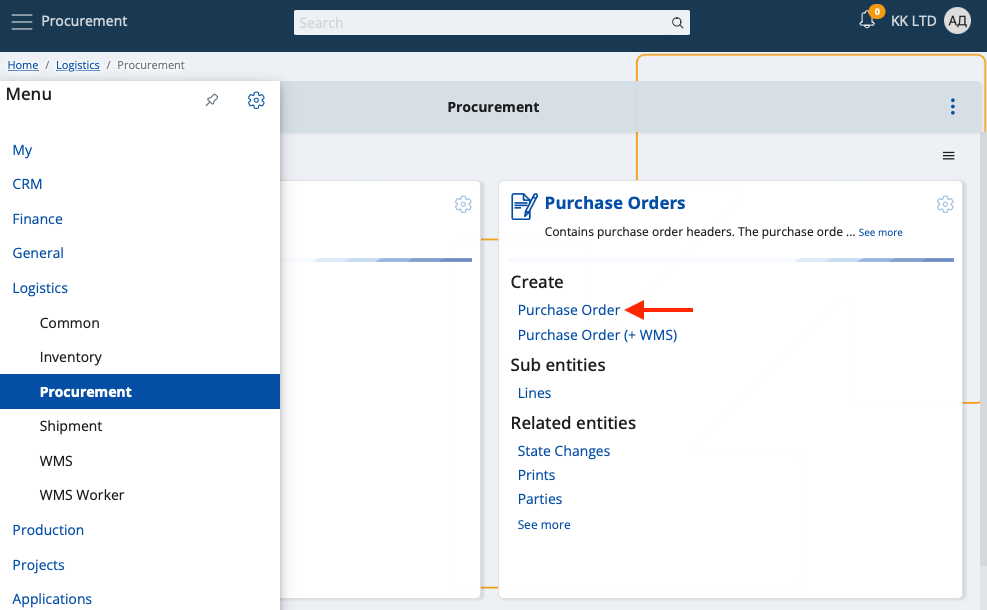 Procurement
Search
0
KK LTD
АД
Home / Logistics / Procurement
Menu
My
CRM
Finance
General
Logistics
Common
Inventory
Procurement
Shipment
WMS
WMS Worker
Production
Projects
Applications
Procurement
Purchase Orders
Contains purchase order headers. The purchase orde ... See more
Create
Purchase Order
Purchase Order (+ WMS)
Sub entities
Lines
Related entities
State Changes
Prints
Parties
See more